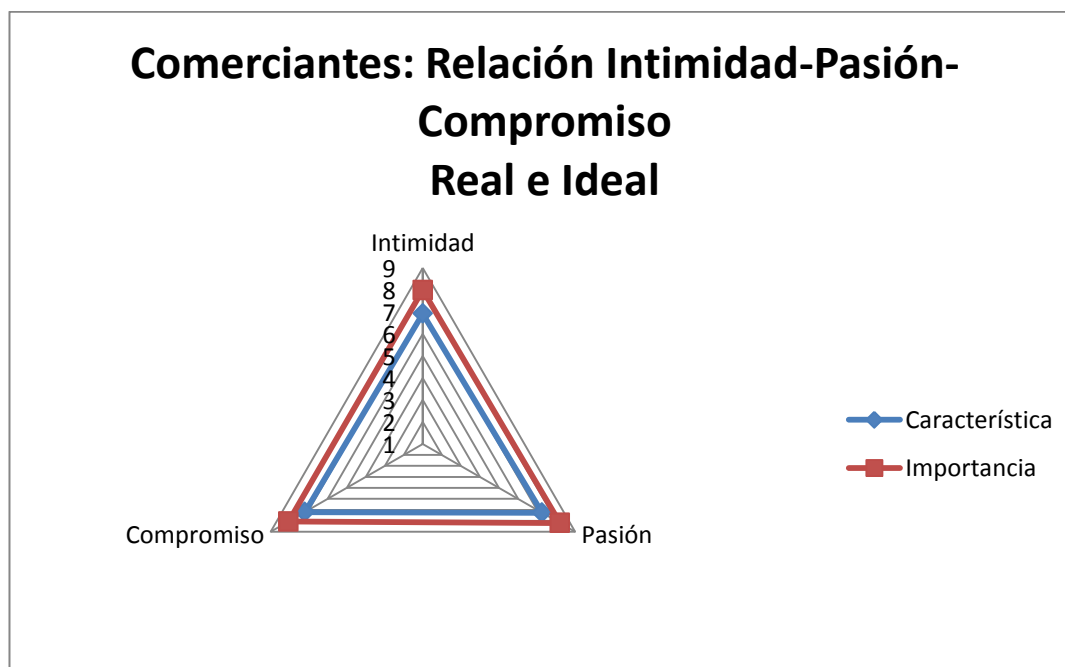 Comerciantes: Relación Intimidad-Pasión-
Compromiso
Real e Ideal
Intimidad
9
8
7
6
5
4
3
2
1
Característica
Importancia
Compromiso
Pasión